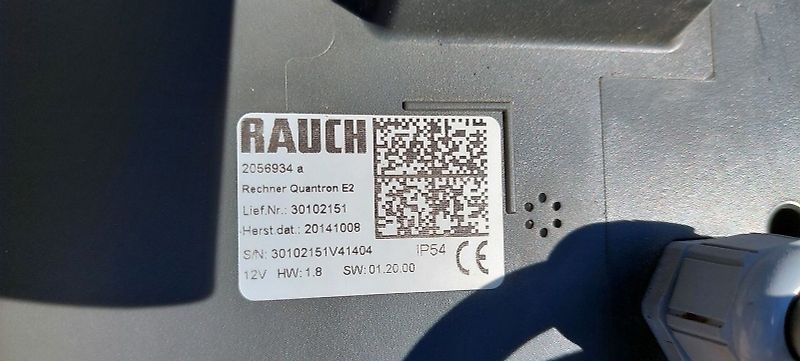 RAUCH
2056934 a
Rechner Quantron E2
Lief.Nr.: 30102151
Herst.dat.: 20141008
S/N: 30102151V41404 IP54 CE
12V HW: 1.8 SW: 01.20.00